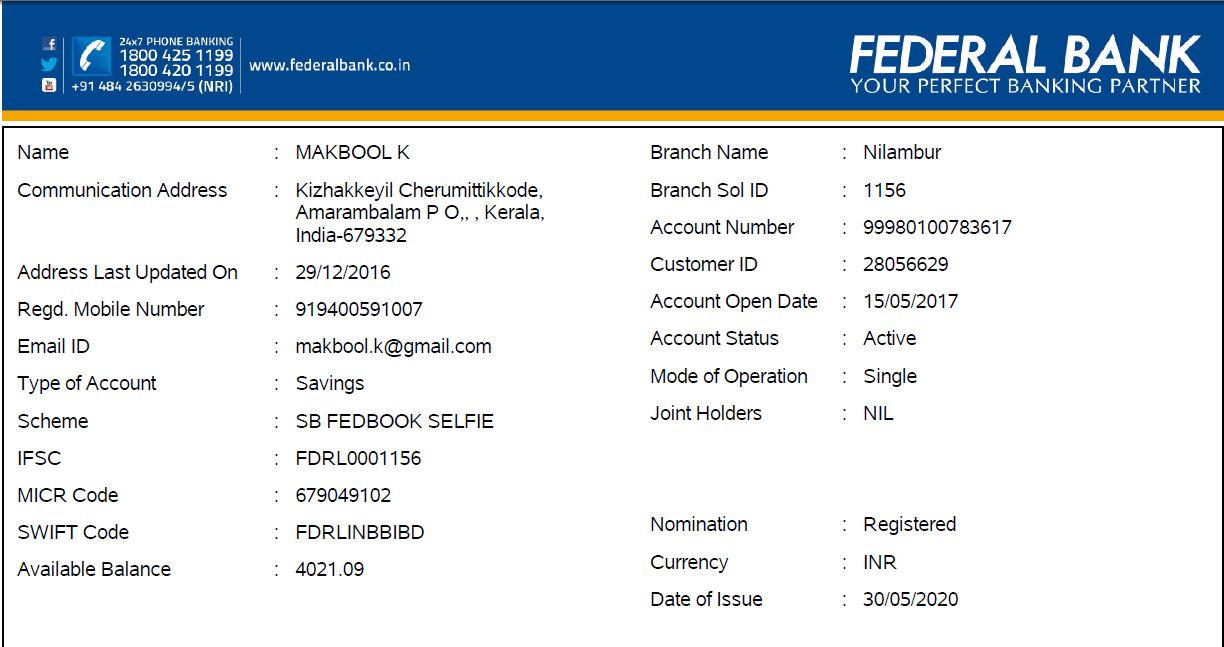 24x7 PHONE BANKING
1800 425 1199
1800 420 1199
+91 484 2630994/5 (NRI)
www.federalbank.co.in
FEDERAL BANK
YOUR PERFECT BANKING PARTNER
Name : MAKBOOL K
Communication Address : Kizhakkeyil Cherumittikkode,
Amarambalam P O,, , Kerala,
India-679332
Address Last Updated On : 29/12/2016
Regd. Mobile Number : 919400591007
Email ID : makbool.k@gmail.com
Type of Account : Savings
Scheme : SB FEDBOOK SELFIE
IFSC : FDRL0001156
MICR Code : 679049102
SWIFT Code : FDRLINBBIBD
Available Balance : 4021.09
Branch Name : Nilambur
Branch Sol ID : 1156
Account Number : 99980100783617
Customer ID : 28056629
Account Open Date : 15/05/2017
Account Status : Active
Mode of Operation : Single
Joint Holders : NIL
Nomination : Registered
Currency : INR
Date of Issue : 30/05/2020